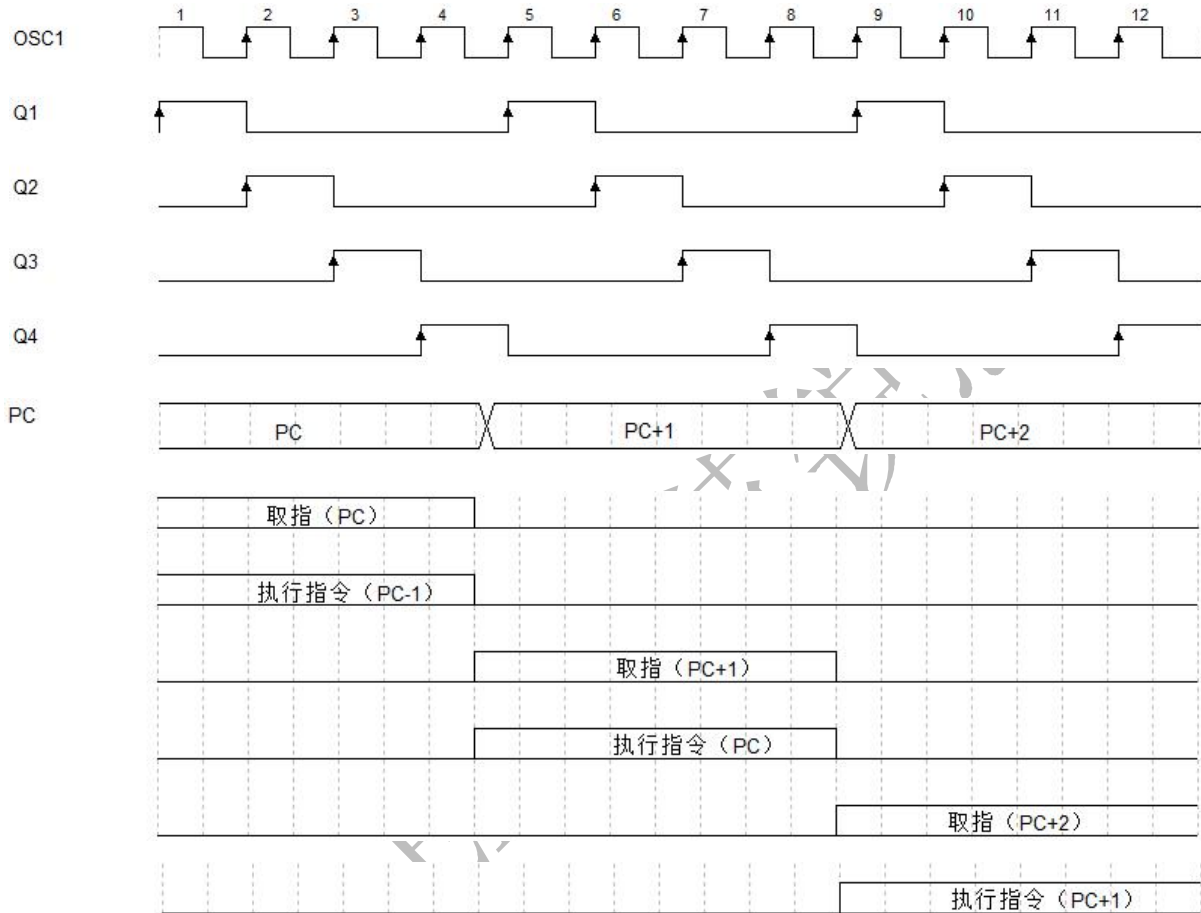 1 2 3 4 5 6 7 8 9 10 11 12
OSC1
Q1
Q2
Q3
Q4
PC
PC PC+1 PC+2
取指（PC）
执行指令（PC-1）
取指（PC+1）
执行指令（PC）
取指（PC+2）
执行指令（PC+1）